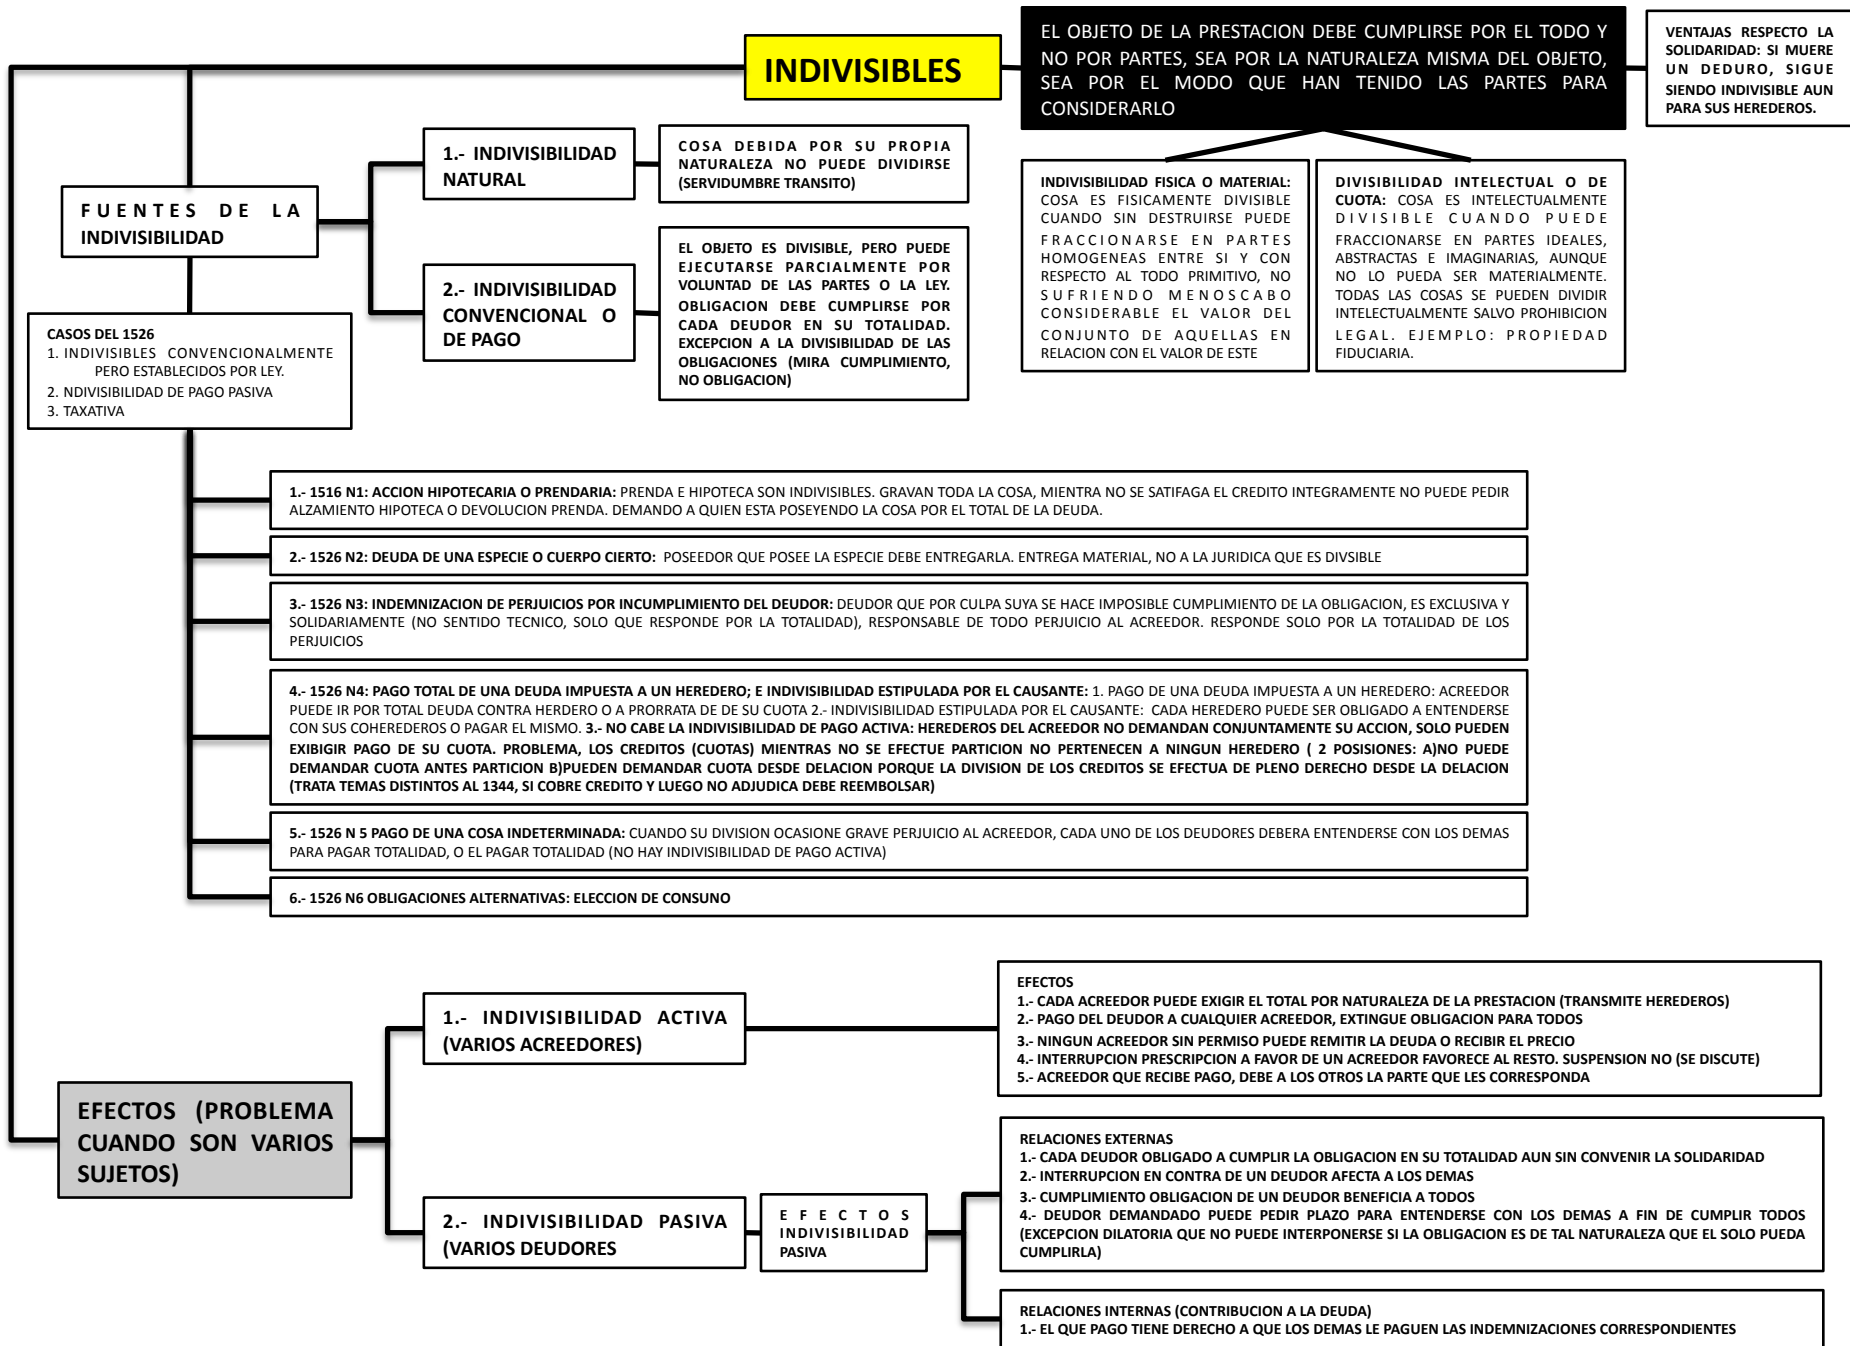 INDIVISIBLES
EL OBJETO DE LA PRESTACION DEBE CUMPLIRSE POR EL TODO Y
NO POR PARTES, SEA POR LA NATURALEZA MISMA DEL OBJETO,
SEA POR EL MODO QUE HAN TENIDO LAS PARTES PARA
CONSIDERARLO
VENTAJAS RESPECTO LA
SOLIDARIDAD: SI MUERE
UN DEDURO, SIGUE
SIENDO INDIVISIBLE AUN
PARA SUS HEREDEROS.
INDIVISIBILIDAD FISICA O MATERIAL:
COSA ES FISICAMENTE DIVISIBLE
CUANDO SIN DESTRUIRSE PUEDE
FRACCIONARSE EN PARTES
HOMOGENEAS ENTRE SI Y CON
RESPECTO AL TODO PRIMITIVO, NO
SUFRIENDO MENOSCABO
CONSIDERABLE EL VALOR DEL
CONJUNTO DE AQUELLAS EN
RELACION CON EL VALOR DE ESTE
DIVISIBILIDAD INTELECTUAL O DE
CUOTA: COSA ES INTELECTUALMENTE
DIVISIBLE CUANDO PUEDE
FRACCIONARSE EN PARTES IDEALES,
ABSTRACTAS E IMAGINARIAS, AUNQUE
NO LO PUEDA SER MATERIALMENTE.
TODAS LAS COSAS SE PUEDEN DIVIDIR
INTELECTUALMENTE SALVO PROHIBICION
LEGAL. EJEMPLO: PROPIEDAD
FIDUCIARIA.
FUENTES DE LA
INDIVISIBILIDAD
1.- INDIVISIBILIDAD
NATURAL
COSA DEBIDA POR SU PROPIA
NATURALEZA NO PUEDE DIVIDIRSE
(SERVIDUMBRE TRANSITO)
2.- INDIVISIBILIDAD
CONVENCIONAL O
DE PAGO
EL OBJETO ES DIVISIBLE, PERO PUEDE
EJECUTARSE PARCIALMENTE POR
VOLUNTAD DE LAS PARTES O LA LEY.
OBLIGACION DEBE CUMPLIRSE POR
CADA DEUDOR EN SU TOTALIDAD.
EXCEPCION A LA DIVISIBILIDAD DE LAS
OBLIGACIONES (MIRA CUMPLIMIENTO,
NO OBLIGACION)
CASOS DEL 1526
1. INDIVISIBLES CONVENCIONALMENTE
PERO ESTABLECIDOS POR LEY.
2. NDIVISIBILIDAD DE PAGO PASIVA
3. TAXATIVA
1.- 1516 N1: ACCION HIPOTECARIA O PRENDARIA: PRENDA E HIPOTECA SON INDIVISIBLES. GRAVAN TODA LA COSA, MIENTRA NO SE SATIFAGA EL CREDITO INTEGRAMENTE NO PUEDE PEDIR
ALZAMIENTO HIPOTECA O DEVOLUCION PRENDA. DEMANDO A QUIEN ESTA POSEYENDO LA COSA POR EL TOTAL DE LA DEUDA.
2.- 1526 N2: DEUDA DE UNA ESPECIE O CUERPO CIERTO: POSEEDOR QUE POSEE LA ESPECIE DEBE ENTREGARLA. ENTREGA MATERIAL, NO A LA JURIDICA QUE ES DIVSIBLE
3.- 1526 N3: INDEMNIZACION DE PERJUICIOS POR INCUMPLIMIENTO DEL DEUDOR: DEUDOR QUE POR CULPA SUYA SE HACE IMPOSIBLE CUMPLIMIENTO DE LA OBLIGACION, ES EXCLUSIVA Y
SOLIDARIAMENTE (NO SENTIDO TECNICO, SOLO QUE RESPONDE POR LA TOTALIDAD), RESPONSABLE DE TODO PERJUICIO AL ACREEDOR. RESPONDE SOLO POR LA TOTALIDAD DE LOS
PERJUICIOS
4.- 1526 N4: PAGO TOTAL DE UNA DEUDA IMPUESTA A UN HEREDERO; E INDIVISIBILIDAD ESTIPULADA POR EL CAUSANTE: 1. PAGO DE UNA DEUDA IMPUESTA A UN HEREDERO: ACREEDOR
PUEDE IR POR TOTAL DEUDA CONTRA HERDERO O A PRORRATA DE DE SU CUOTA 2.- INDIVISIBILIDAD ESTIPULADA POR EL CAUSANTE: CADA HEREDERO PUEDE SER OBLIGADO A ENTENDERSE
CON SUS COHEREDEROS O PAGAR EL MISMO. 3.- NO CABE LA INDIVISIBILIDAD DE PAGO ACTIVA: HEREDEROS DEL ACREEDOR NO DEMANDAN CONJUNTAMENTE SU ACCION, SOLO PUEDEN
EXIBIGIR PAGO DE SU CUOTA. PROBLEMA, LOS CREDITOS (CUOTAS) MIENTRAS NO SE EFECTUE PARTICION NO PERTENECEN A NINGUN HEREDERO ( 2 POSISIONES: A)NO PUEDE
DEMANDAR CUOTA ANTES PARTICION B)PUEDEN DEMANDAR CUOTA DESDE DELACION PORQUE LA DIVISION DE LOS CREDITOS SE EFECTUA DE PLENO DERECHO DESDE LA DELACION
(TRATA TEMAS DISTINTOS AL 1344, SI COBRE CREDITO Y LUEGO NO ADJUDICA DEBE REEMBOLSAR)
5.- 1526 N 5 PAGO DE UNA COSA INDETERMINADA: CUANDO SU DIVISION OCASIONE GRAVE PERJUICIO AL ACREEDOR, CADA UNO DE LOS DEUDORES DEBERA ENTENDERSE CON LOS DEMAS
PARA PAGAR TOTALIDAD, O EL PAGAR TOTALIDAD (NO HAY INDIVISIBILIDAD DE PAGO ACTIVA)
6.- 1526 N6 OBLIGACIONES ALTERNATIVAS: ELECCION DE CONSUNO
EFECTOS (PROBLEMA
CUANDO SON VARIOS
SUJETOS)
1.- INDIVISIBILIDAD ACTIVA
(VARIOS ACREEDORES)
EFECTOS
1.- CADA ACREEDOR PUEDE EXIGIR EL TOTAL POR NATURALEZA DE LA PRESTACION (TRANSMITE HEREDEROS)
2.- PAGO DEL DEUDOR A CUALQUIER ACREEDOR, EXTINGUE OBLIGACION PARA TODOS
3.- NINGUN ACREEDOR SIN PERMISO PUEDE REMITIR LA DEUDA O RECIBIR EL PRECIO
4.- INTERRUPCION PRESCRIPCION A FAVOR DE UN ACREEDOR FAVORECE AL RESTO. SUSPENSION NO (SE DISCUTE)
5.- ACREEDOR QUE RECIBE PAGO, DEBE A LOS OTROS LA PARTE QUE LES CORRESPONDA
2.- INDIVISIBILIDAD PASIVA
(VARIOS DEUDORES
EFECTOS
INDIVISIBILIDAD
PASIVA
RELACIONES EXTERNAS
1.- CADA DEUDOR OBLIGADO A CUMPLIR LA OBLIGACION EN SU TOTALIDAD AUN SIN CONVENIR LA SOLIDARIDAD
2.- INTERRUPCION EN CONTRA DE UN DEUDOR AFECTA A LOS DEMAS
3.- CUMPLIMIENTO OBLIGACION DE UN DEUDOR BENEFICIA A TODOS
4.- DEUDOR DEMANDADO PUEDE PEDIR PLAZO PARA ENTENDERSE CON LOS DEMAS A FIN DE CUMPLIR TODOS
(EXCEPCION DILATORIA QUE NO PUEDE INTERPONERSE SI LA OBLIGACION ES DE TAL NATURALEZA QUE EL SOLO PUEDA
CUMPLIRLA)
RELACIONES INTERNAS (CONTRIBUCION A LA DEUDA)
1.- EL QUE PAGO TIENE DERECHO A QUE LOS DEMAS LE PAGUEN LAS INDEMNIZACIONES CORRESPONDIENTES